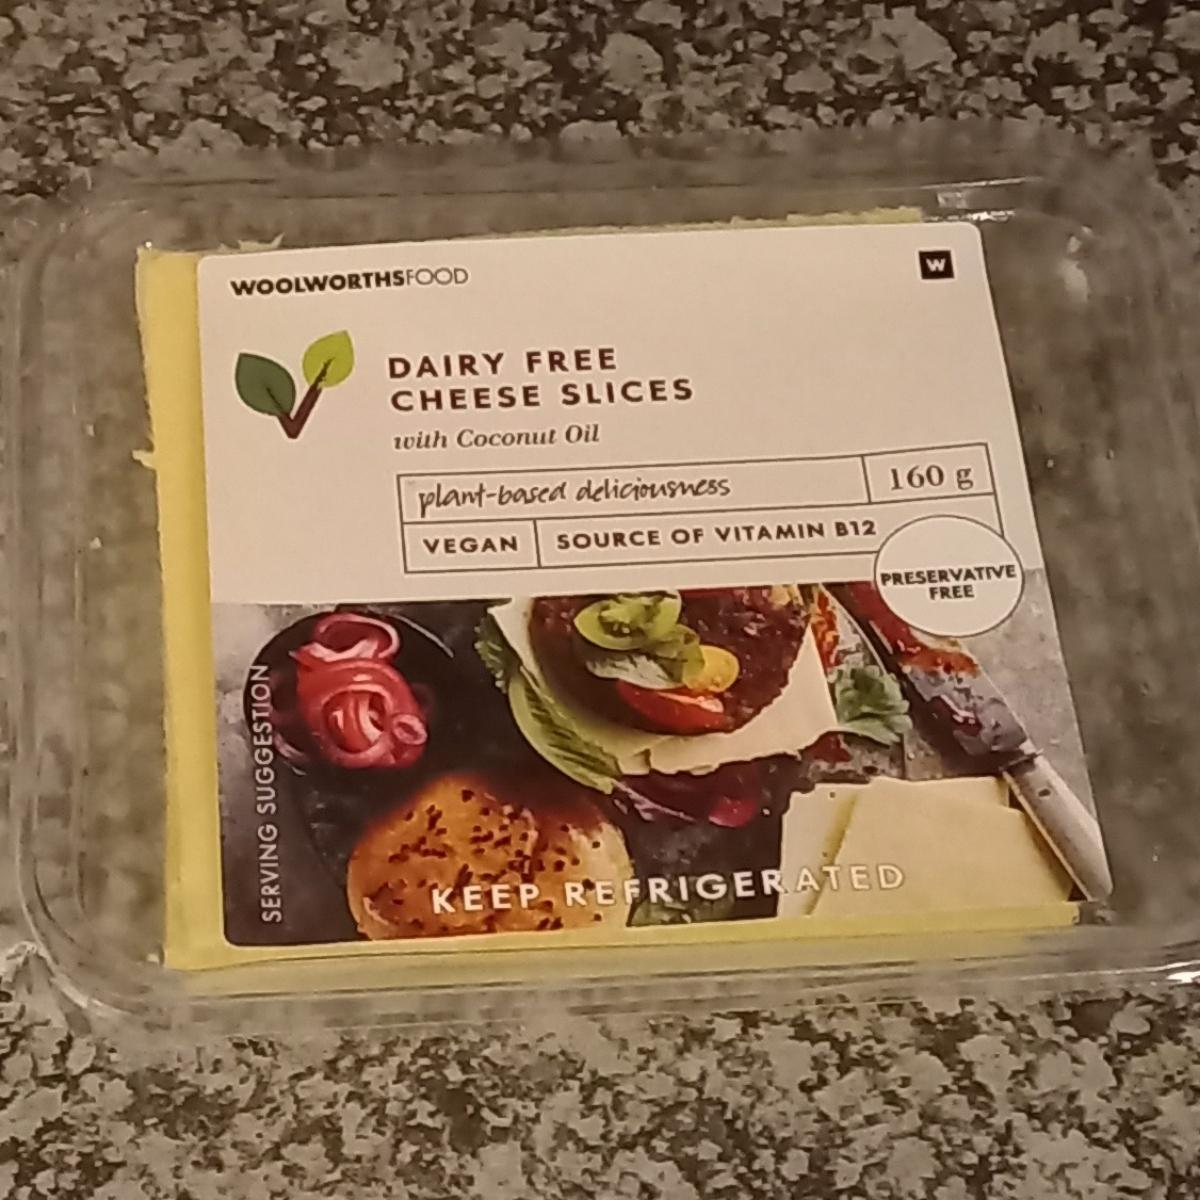 WOOLWORTHSFOOD
W
DAIRY FREE
CHEESE SLICES
with Coconut Oil
plant-based deliciousness
160 g
VEGAN
SOURCE OF VITAMIN B12
PRESERVATIVE
FREE
SERVING SUGGESTION
KEEP REFRIGERATED